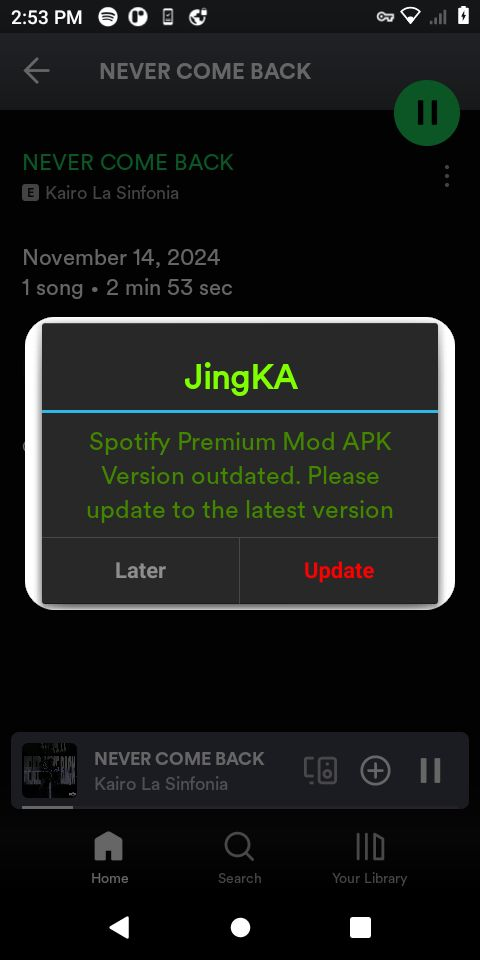 2:53 PM
NEVER COME BACK
NEVER COME BACK
E Kairo La Sinfonia
November 14, 2024
1 song • 2 min 53 sec
JingKA
Spotify Premium Mod APK
Version outdated. Please
update to the latest version
Later Update
NEVER COME BACK
Kairo La Sinfonia
Home Search Your Library